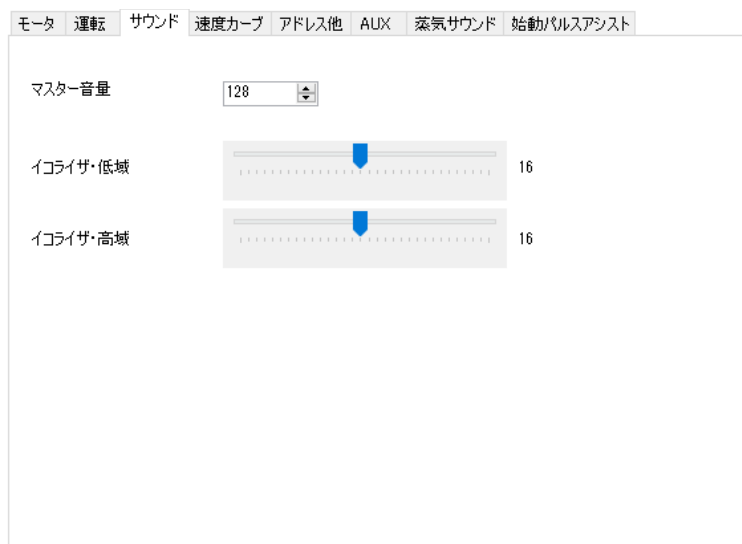 モータ 運転 サウンド 速度カーブ アドレス他 AUX 蒸気サウンド 始動パルスアシスト
マスター音量 128
イコライザ・低域 16
イコライザ・高域 16